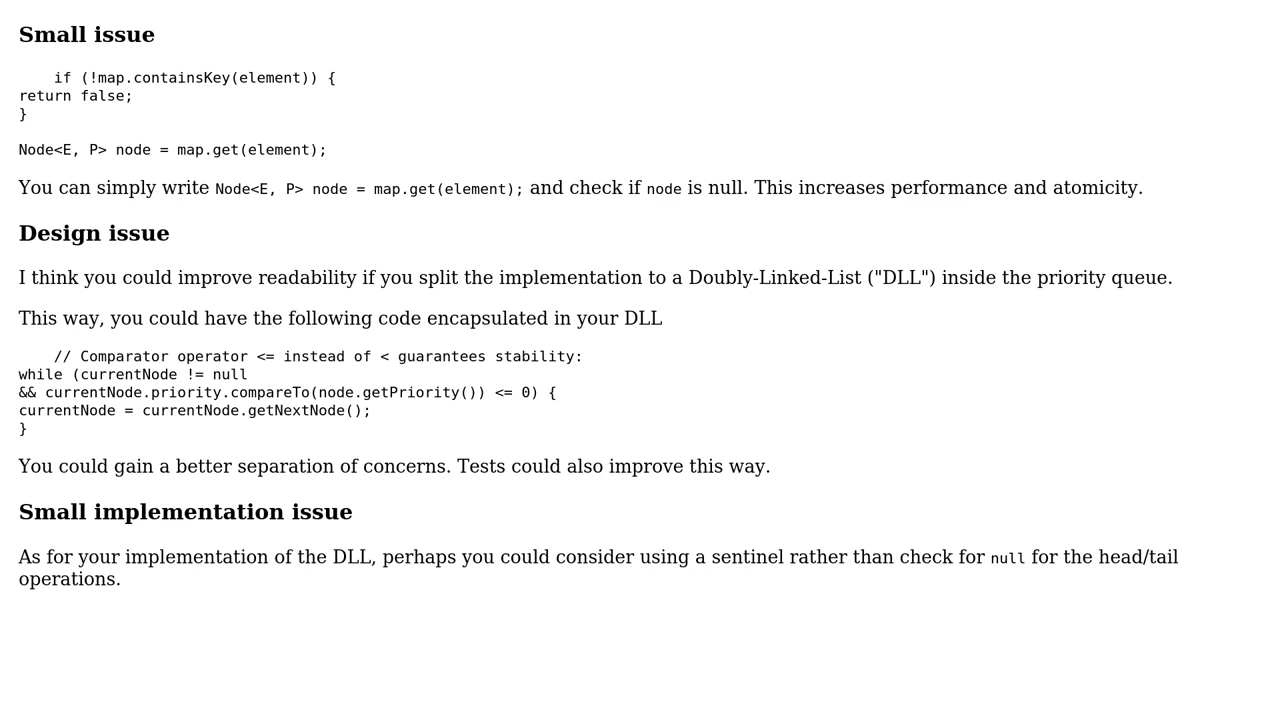 Small issue
if (!map.containsKey(element)) {
return false;
}
Node<E, P> node = map.get(element);
You can simply write Node<E, P> node = map.get(element); and check if node is null. This increases performance and atomicity.
Design issue
I think you could improve readability if you split the implementation to a Doubly-Linked-List ("DLL") inside the priority queue.
This way, you could have the following code encapsulated in your DLL
// Comparator operator <= instead of < guarantees stability:
while (currentNode != null
&& currentNode.priority.compareTo(node.getPriority()) <= 0) {
currentNode = currentNode.getNextNode();
}
You could gain a better separation of concerns. Tests could also improve this way.
Small implementation issue
As for your implementation of the DLL, perhaps you could consider using a sentinel rather than check for null for the head/tail
operations.